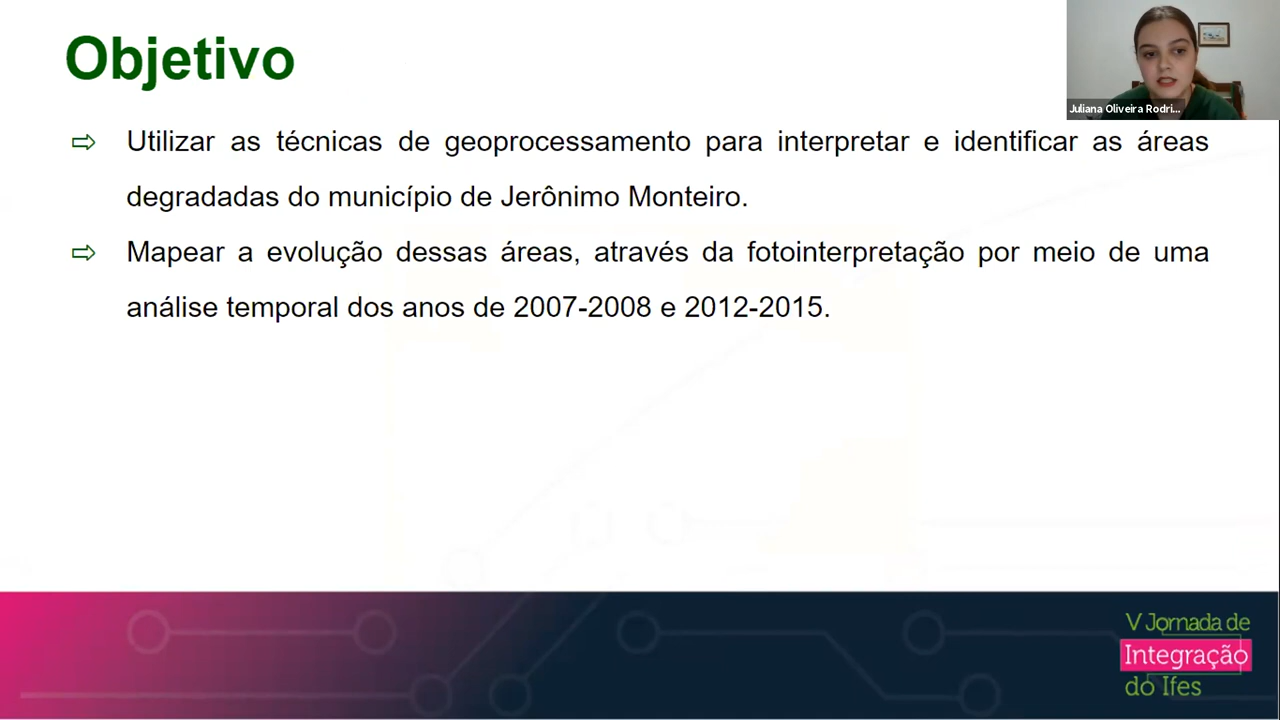 Objetivo
Juliana Oliveira Rodri...
⇨ Utilizar as técnicas de geoprocessamento para interpretar e identificar as áreas
degradadas do município de Jerônimo Monteiro.
⇨ Mapear a evolução dessas áreas, através da fotointerpretação por meio de uma
análise temporal dos anos de 2007-2008 e 2012-2015.
V Jornada de
Integração
do Ifes